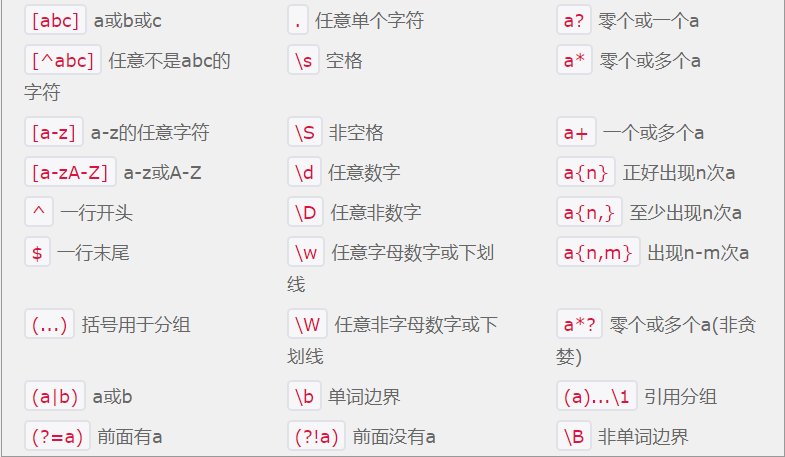 [abc] a或b或c . 任意单个字符 a? 零个或一个a
[^abc] 任意不是abc的 \s 空格 a* 零个或多个a
字符
[a-z] a-z的任意字符 \S 非空格 a+ 一个或多个a
[a-zA-Z] a-z或A-Z \d 任意数字 a{n} 正好出现n次a
^ 一行开头 \D 任意非数字 a{n,} 至少出现n次a
$ 一行末尾 \w 任意字母数字或下划 a{n,m} 出现n-m次a
线
(...) 括号用于分组 \W 任意非字母数字或下 a*? 零个或多个a(非贪
划线 婪)
(a|b) a或b \b 单词边界 (a)...\1 引用分组
(?=a) 前面有a (?!a) 前面没有a \B 非单词边界